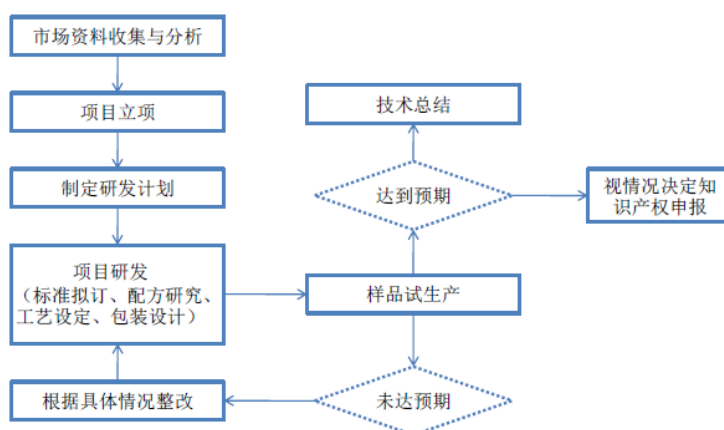 市场资料收集与分析
项目立项
制定研发计划
项目研发
（标准拟订、配方研究、
工艺设定、包装设计）
根据具体情况整改
技术总结
达到预期
视情况决定知
识产权申报
样品试生产
未达预期